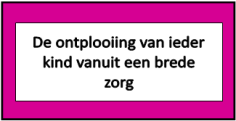 De ontplooiing van ieder
kind vanuit een brede
zorg